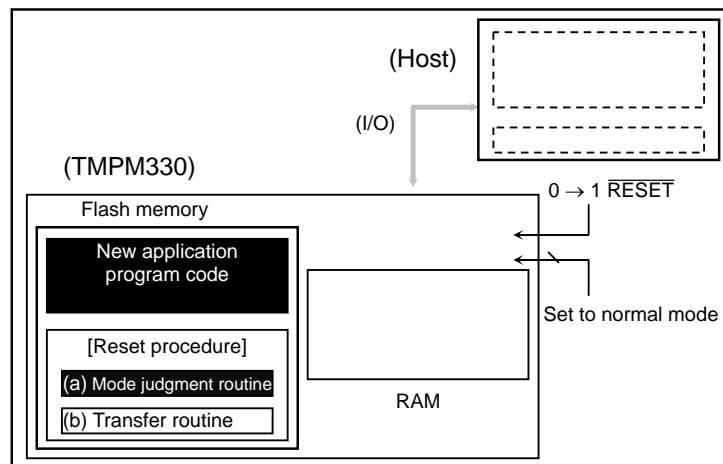 (Host)
(I/O)
(TMPM330)
0 → 1 R̅E̅S̅E̅T̅
Flash memory
New application
program code
Set to normal mode
[Reset procedure]
(a) Mode judgment routine
RAM
(b) Transfer routine